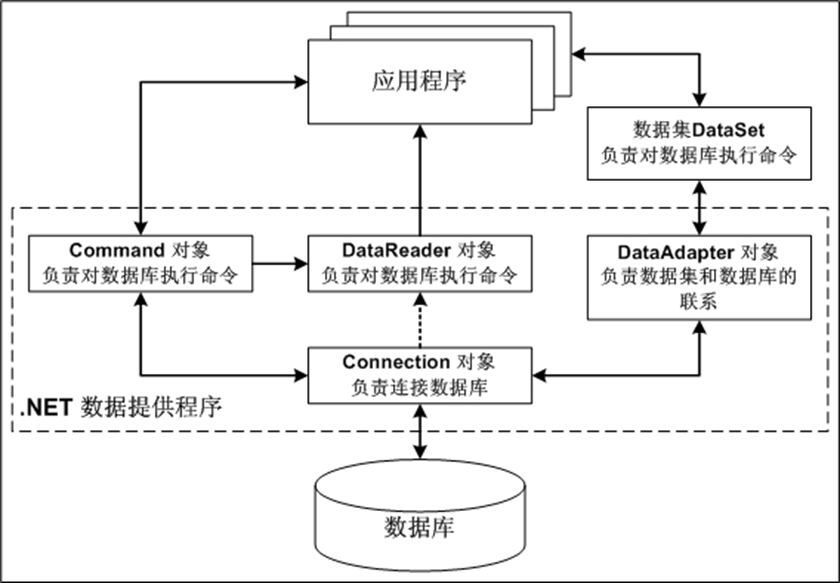 应用程序
数据集DataSet
负责对数据库执行命令
Command 对象
负责对数据库执行命令
DataReader 对象
负责对数据库执行命令
DataAdapter 对象
负责数据集和数据库的
联系
Connection 对象
负责连接数据库
.NET 数据提供程序
数据库